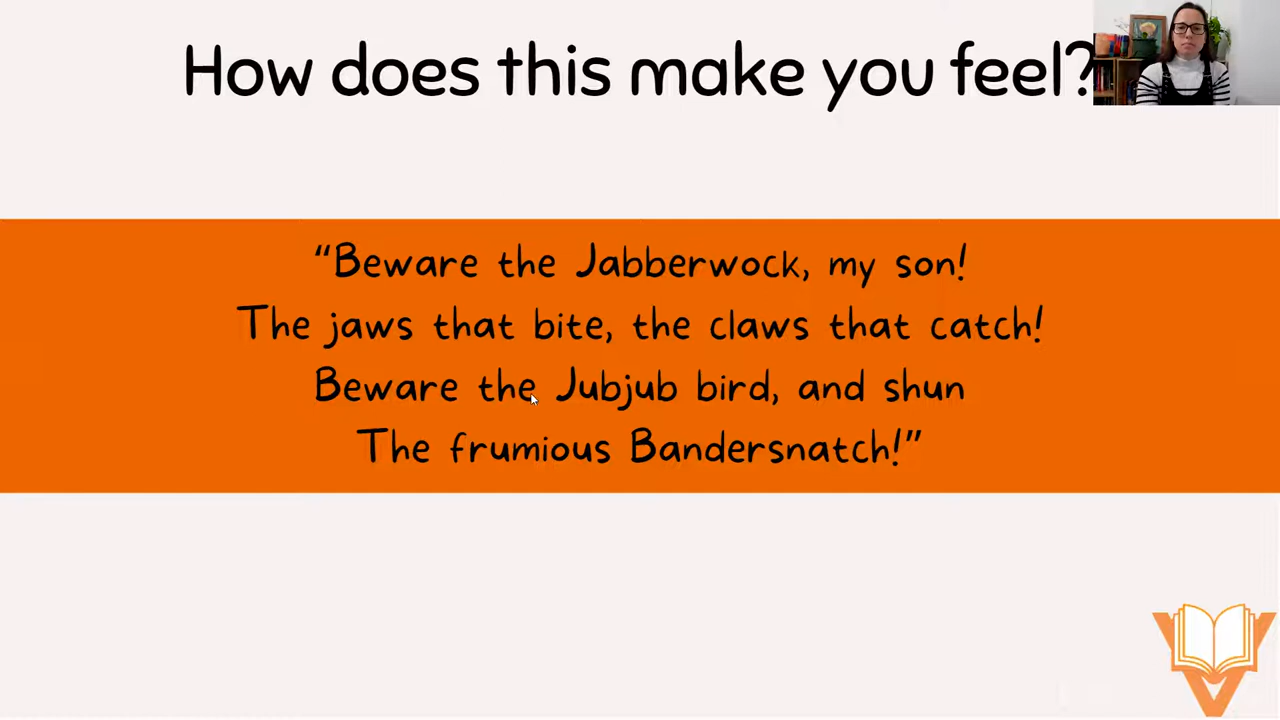 How does this make you feel?
“Beware the Jabberwock, my son!
The jaws that bite, the claws that catch!
Beware the Jubjub bird, and shun
The frumious Bandersnatch!”